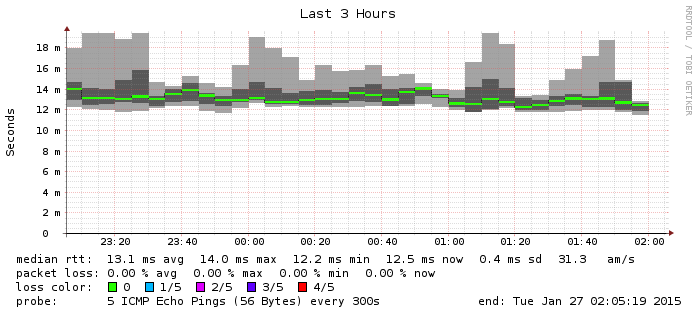 Last 3 Hours
RRDTOOL / TOBI OETIKER
Seconds
18 m
16 m
14 m
12 m
10 m
8 m
6 m
4 m
2 m
0
23:20 23:40 00:00 00:20 00:40 01:00 01:20 01:40 02:00
median rtt: 13.1 ms avg 14.0 ms max 12.2 ms min 12.5 ms now 0.4 ms sd 31.3 am/s
packet loss: 0.00 % avg 0.00 % max 0.00 % min 0.00 % now
loss color: 0 1/5 2/5 3/5 4/5
probe: 5 ICMP Echo Pings (56 Bytes) every 300s end: Tue Jan 27 02:05:19 2015